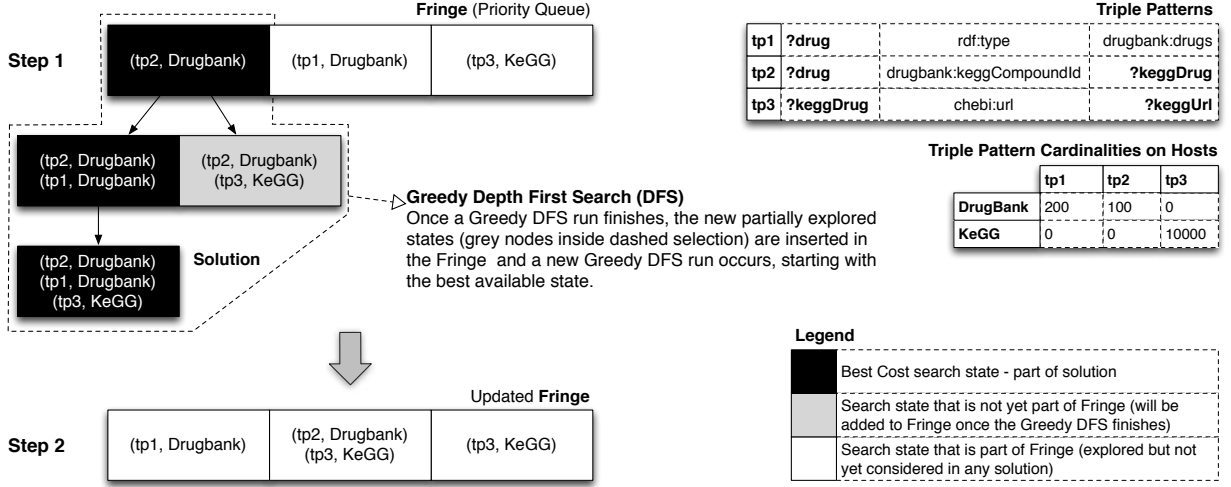 Fringe (Priority Queue)
Step 1
(tp2, Drugbank)
(tp1, Drugbank)
(tp3, KeGG)
(tp2, Drugbank)
(tp1, Drugbank)
(tp2, Drugbank)
(tp3, KeGG)
(tp2, Drugbank)
(tp1, Drugbank)
(tp3, KeGG)
Solution
Greedy Depth First Search (DFS)
Once a Greedy DFS run finishes, the new partially explored
states (grey nodes inside dashed selection) are inserted in
the Fringe and a new Greedy DFS run occurs, starting with
the best available state.
Updated Fringe
Step 2
(tp1, Drugbank)
(tp2, Drugbank)
(tp3, KeGG)
(tp3, KeGG)
Triple Patterns
tp1 ?drug rdf:type drugbank:drugs
tp2 ?drug drugbank:keggCompoundId ?keggDrug
tp3 ?keggDrug chebi:url ?keggUrl
Triple Pattern Cardinalities on Hosts
tp1 tp2 tp3
DrugBank 200 100 0
KeGG 0 0 10000
Legend
Best Cost search state - part of solution
Search state that is not yet part of Fringe (will be
added to Fringe once the Greedy DFS finishes)
Search state that is part of Fringe (explored but not
yet considered in any solution)